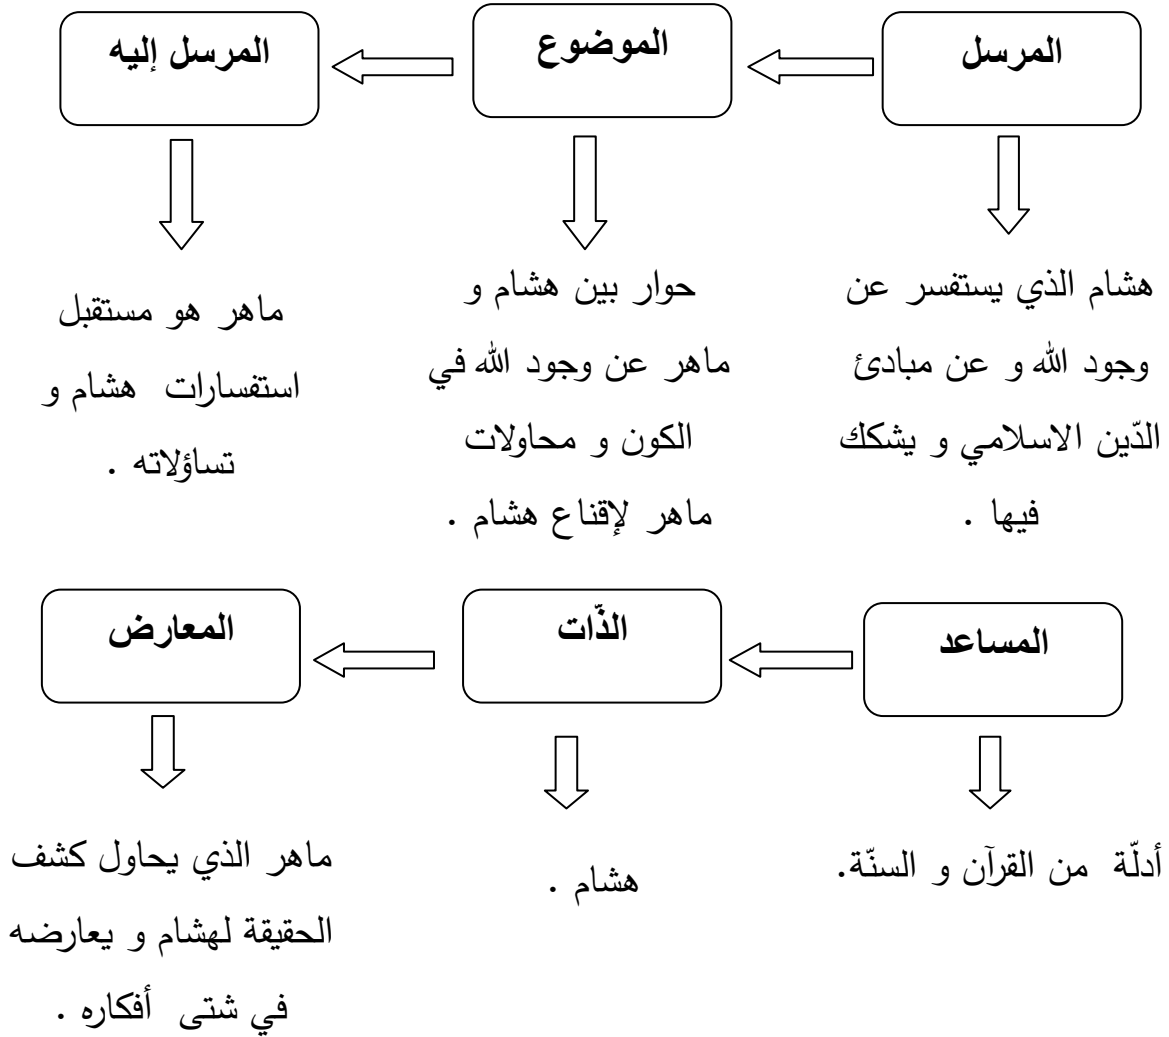 المرسل
الموضوع
المرسل إليه
هشام الذي يستفسر عن
وجود الله و عن مبادئ
الدّين الاسلامي و يشكك
فيها .
حوار بين هشام و
ماهر عن وجود الله في
الكون و محاولات
ماهر لإقناع هشام .
ماهر هو مستقبل
استفسارات هشام و
تساؤلاته .
المساعد
الذّات
المعارض
أدلّة من القرآن و السنّة.
هشام .
ماهر الذي يحاول كشف
الحقيقة لهشام و يعارضه
في شتى أفكاره .